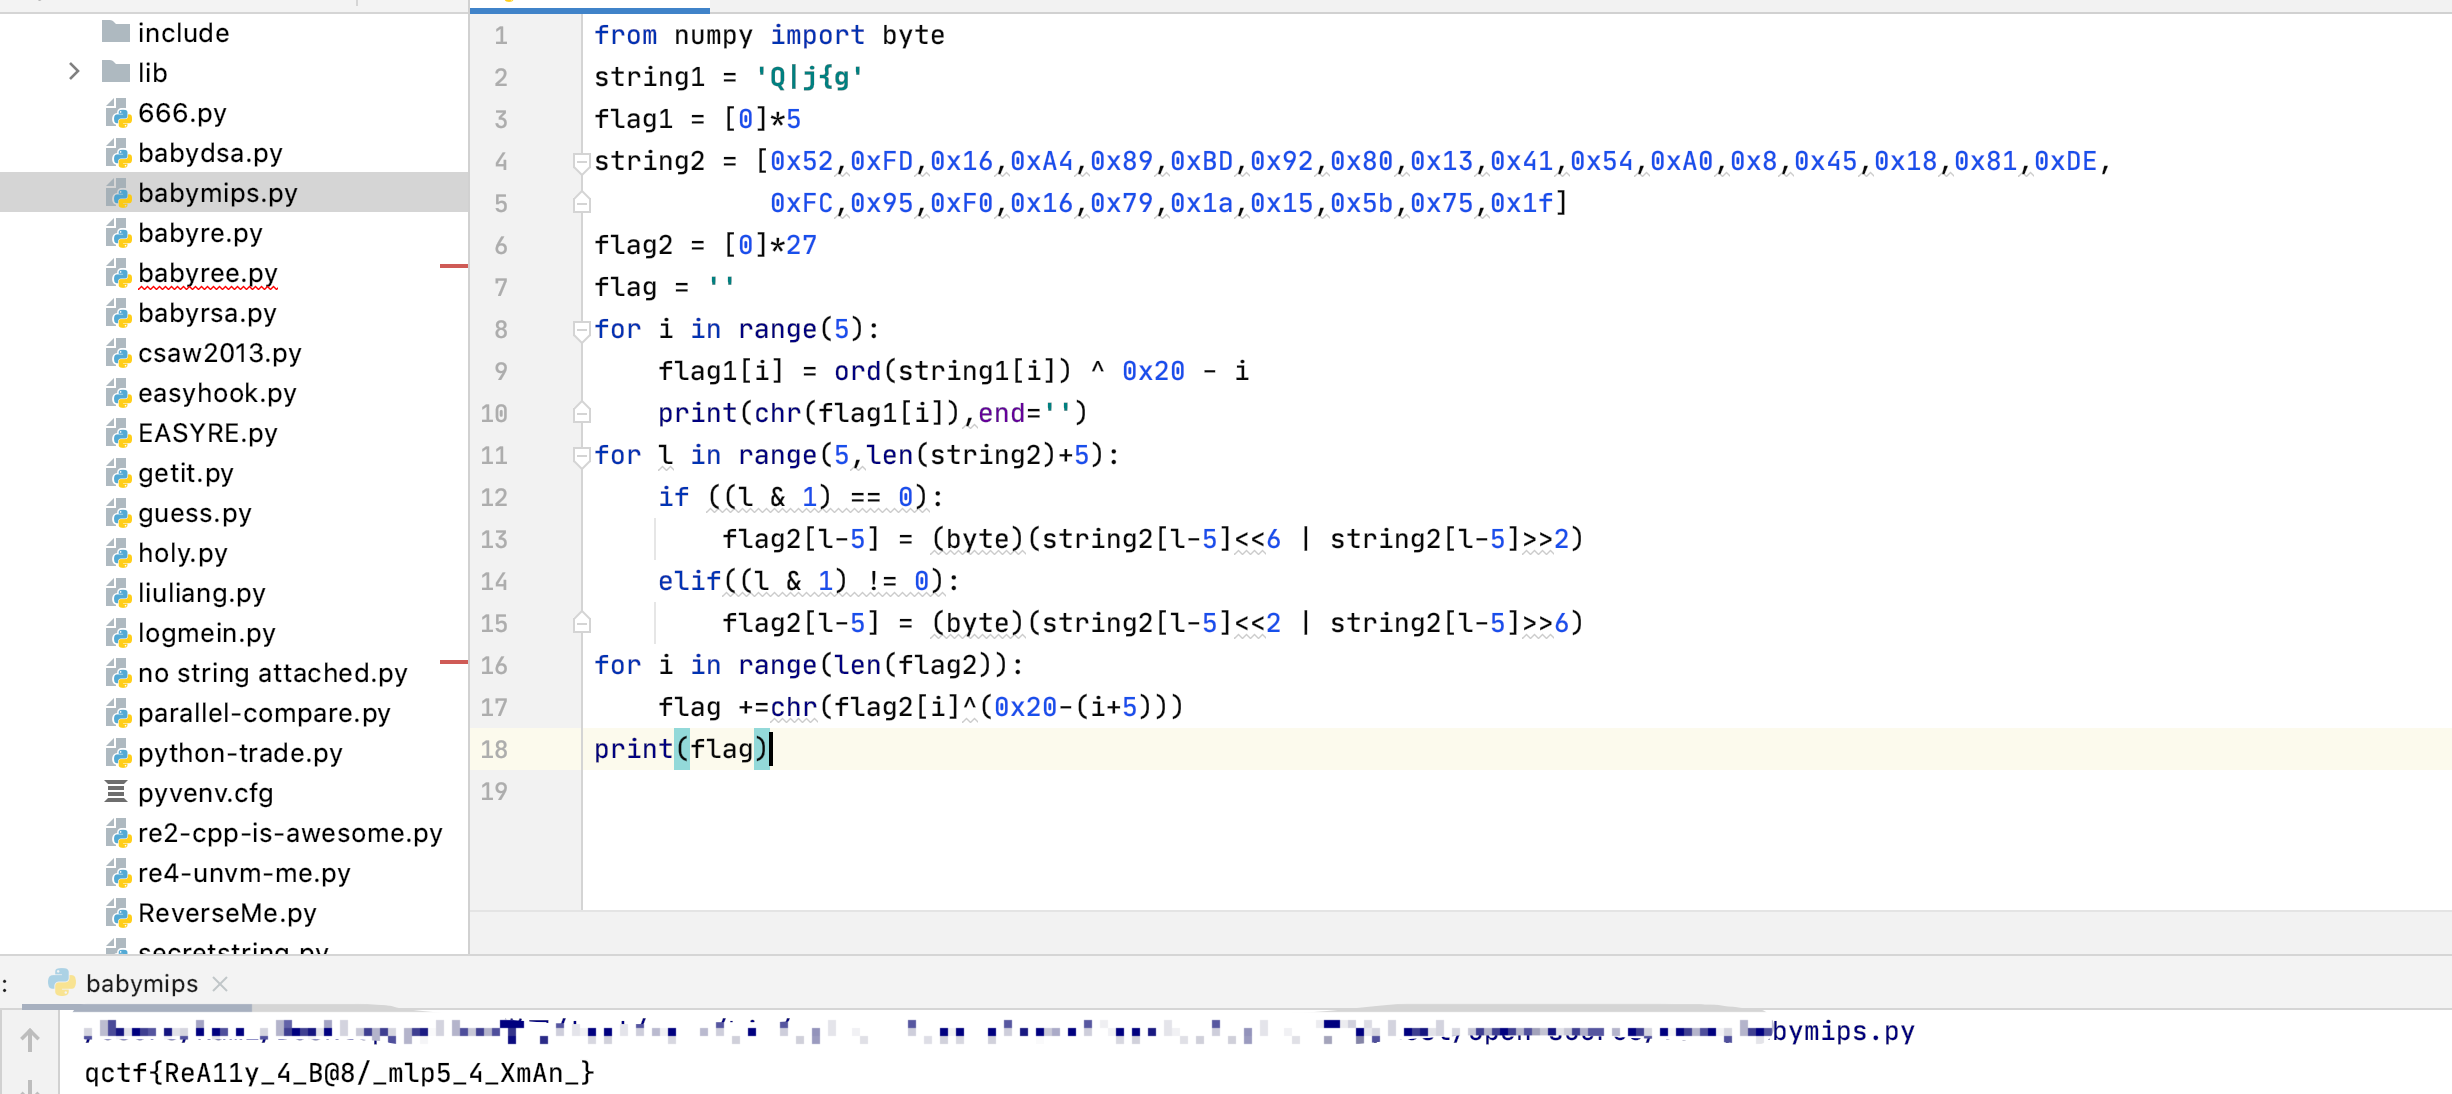 include
lib
666.py
babydsa.py
babymips.py
babyre.py
babyree.py
babyrsa.py
csaw2013.py
easyhook.py
EASYRE.py
getit.py
guess.py
holy.py
liuliang.py
logmein.py
no string attached.py
parallel-compare.py
python-trade.py
pyvenv.cfg
re2-cpp-is-awesome.py
re4-unvm-me.py
ReverseMe.py
secretstring.py
1 from numpy import byte
2 string1 = 'Q|j{g'
3 flag1 = [0]*5
4 string2 = [0x52,0xFD,0x16,0xA4,0x89,0xBD,0x92,0x80,0x13,0x41,0x54,0xA0,0x8,0x45,0x18,0x81,0xDE,
5 0xFC,0x95,0xF0,0x16,0x79,0x1a,0x15,0x5b,0x75,0x1f]
6 flag2 = [0]*27
7 flag = ''
8 for i in range(5):
9 flag1[i] = ord(string1[i]) ^ 0x20 - i
10 print(chr(flag1[i]),end='')
11 for l in range(5,len(string2)+5):
12 if ((l & 1) == 0):
13 flag2[l-5] = (byte)(string2[l-5]<<6 | string2[l-5]>>2)
14 elif((l & 1) != 0):
15 flag2[l-5] = (byte)(string2[l-5]<<2 | string2[l-5]>>6)
16 for i in range(len(flag2)):
17 flag +=chr(flag2[i]^(0x20-(i+5)))
18 print(flag)
19
: babymips
bymips.py
qctf{ReA11y_4_B@8/_mlp5_4_XmAn_}